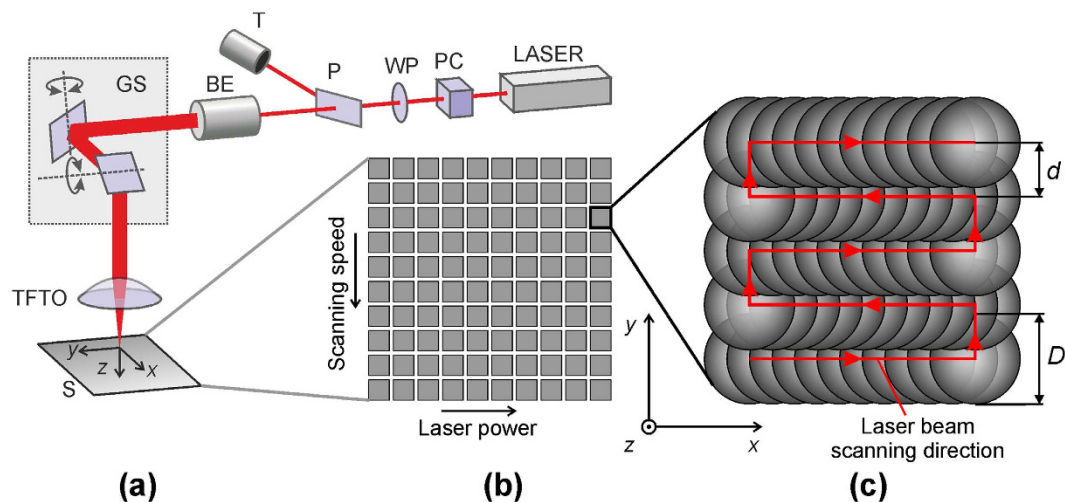 T
LASER
PC
WP
P
BE
GS
TFTO
y
z
x
S
(a)
Scanning speed
Laser power
(b)
d
D
y
z
x
Laser beam
scanning direction
(c)